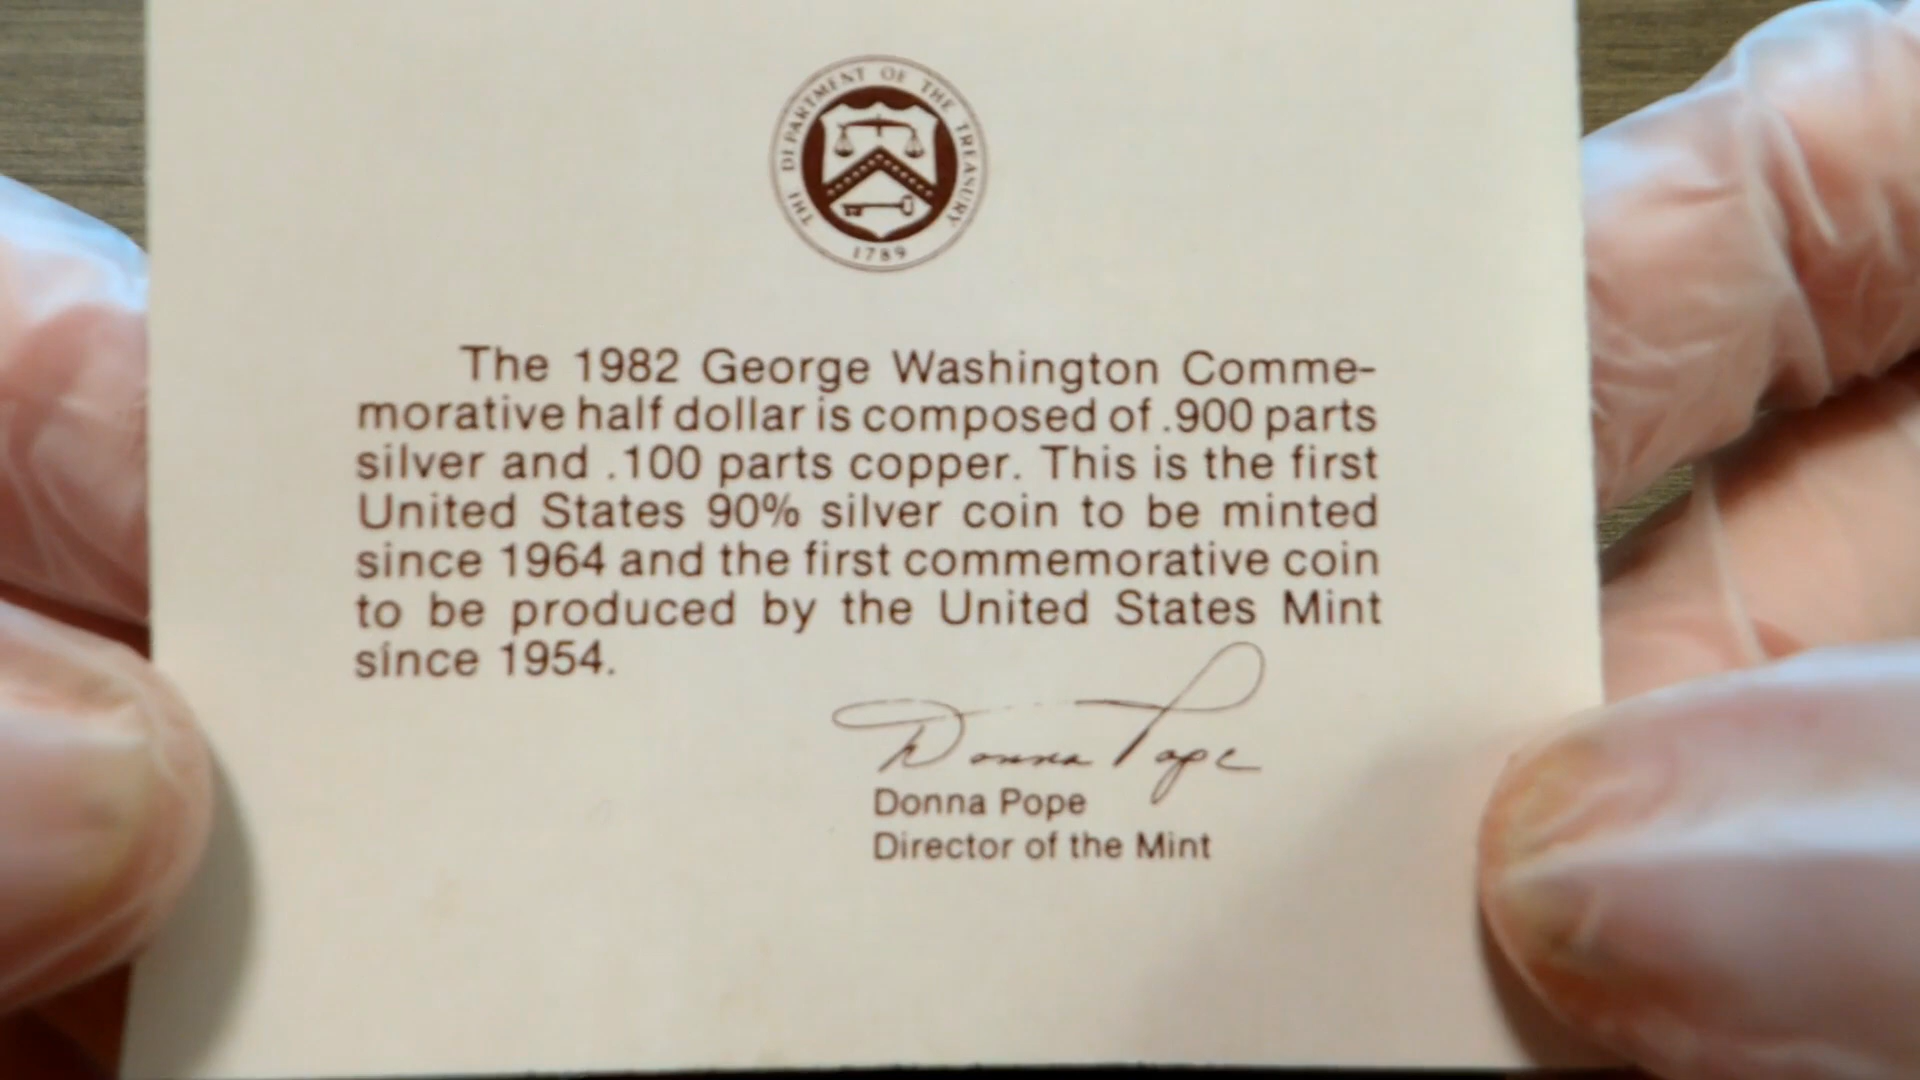 THE DEPARTMENT OF THE TREASURY
1789
The 1982 George Washington Comme-
morative half dollar is composed of .900 parts
silver and .100 parts copper. This is the first
United States 90% silver coin to be minted
since 1964 and the first commemorative coin
to be produced by the United States Mint
since 1954.
Donna Pope
Donna Pope
Director of the Mint